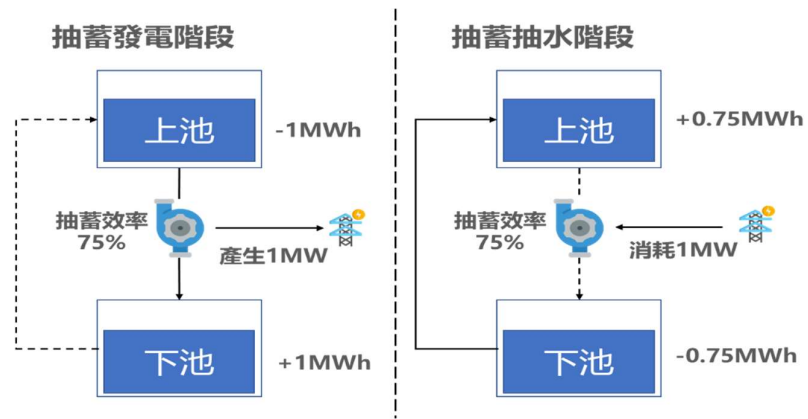 抽蓄發電階段
上池
-1MWh
抽蓄效率
75%
產生1MW
下池
+1MWh
抽蓄抽水階段
上池
+0.75MWh
抽蓄效率
75%
消耗1MW
下池
-0.75MWh